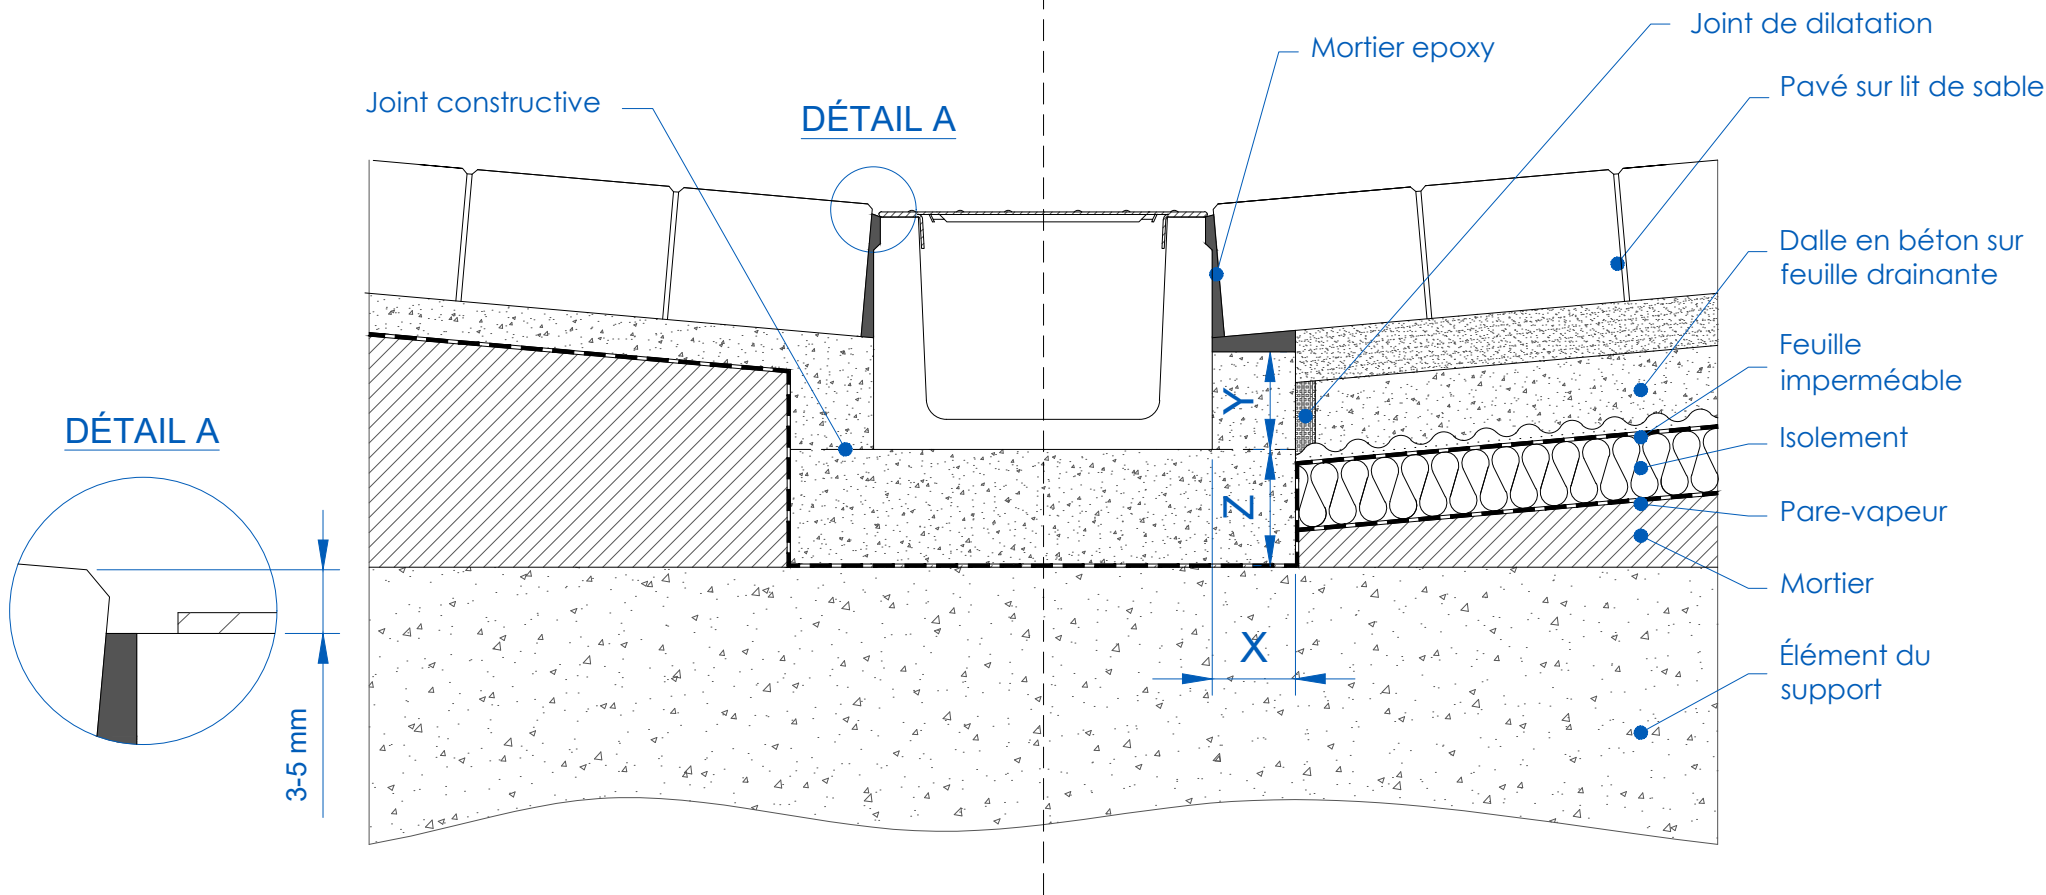 Joint de dilatation
Mortier epoxy
Pavé sur lit de sable
Joint constructive
DÉTAIL A
Dalle en béton sur
feuille drainante
Feuille
imperméable
Y
DÉTAIL A
Isolement
Z
Pare-vapeur
Mortier
X
Élément du
support
3-5 mm